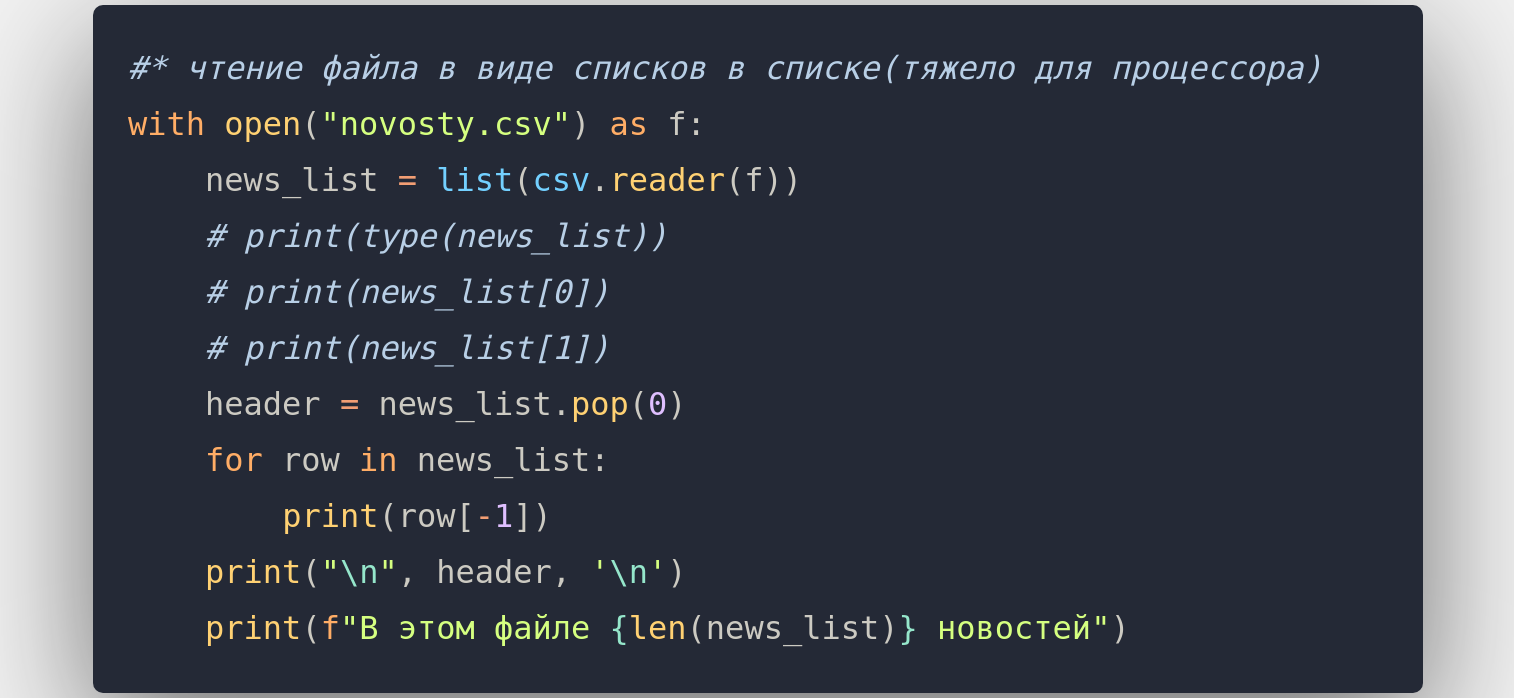 #* чтение файла в виде списков в списке(тяжело для процессора)
with open("novosty.csv") as f:
    news_list = list(csv.reader(f))
    # print(type(news_list))
    # print(news_list[0])
    # print(news_list[1])
    header = news_list.pop(0)
    for row in news_list:
        print(row[-1])
    print("\n", header, '\n')
    print(f"В этом файле {len(news_list)} новостей")